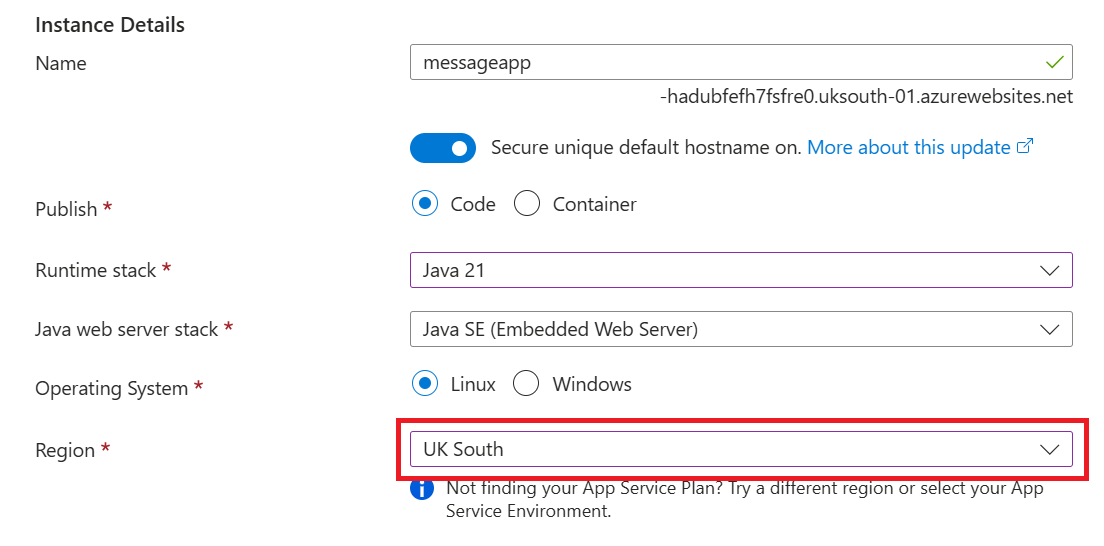 Instance Details
Name
messageapp
-hadubfefh7fsfre0.uksouth-01.azurewebsites.net
Secure unique default hostname on. More about this update
Publish * Code Container
Runtime stack * Java 21
Java web server stack * Java SE (Embedded Web Server)
Operating System * Linux Windows
Region * UK South
Not finding your App Service Plan? Try a different region or select your App
Service Environment.